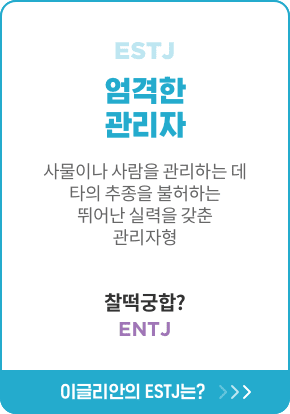 ESTJ
엄격한
관리자
사물이나 사람을 관리하는 데
타의 추종을 불허하는
뛰어난 실력을 갖춘
관리자형
찰떡궁합?
ENTJ
이글리안의 ESTJ는? >>>